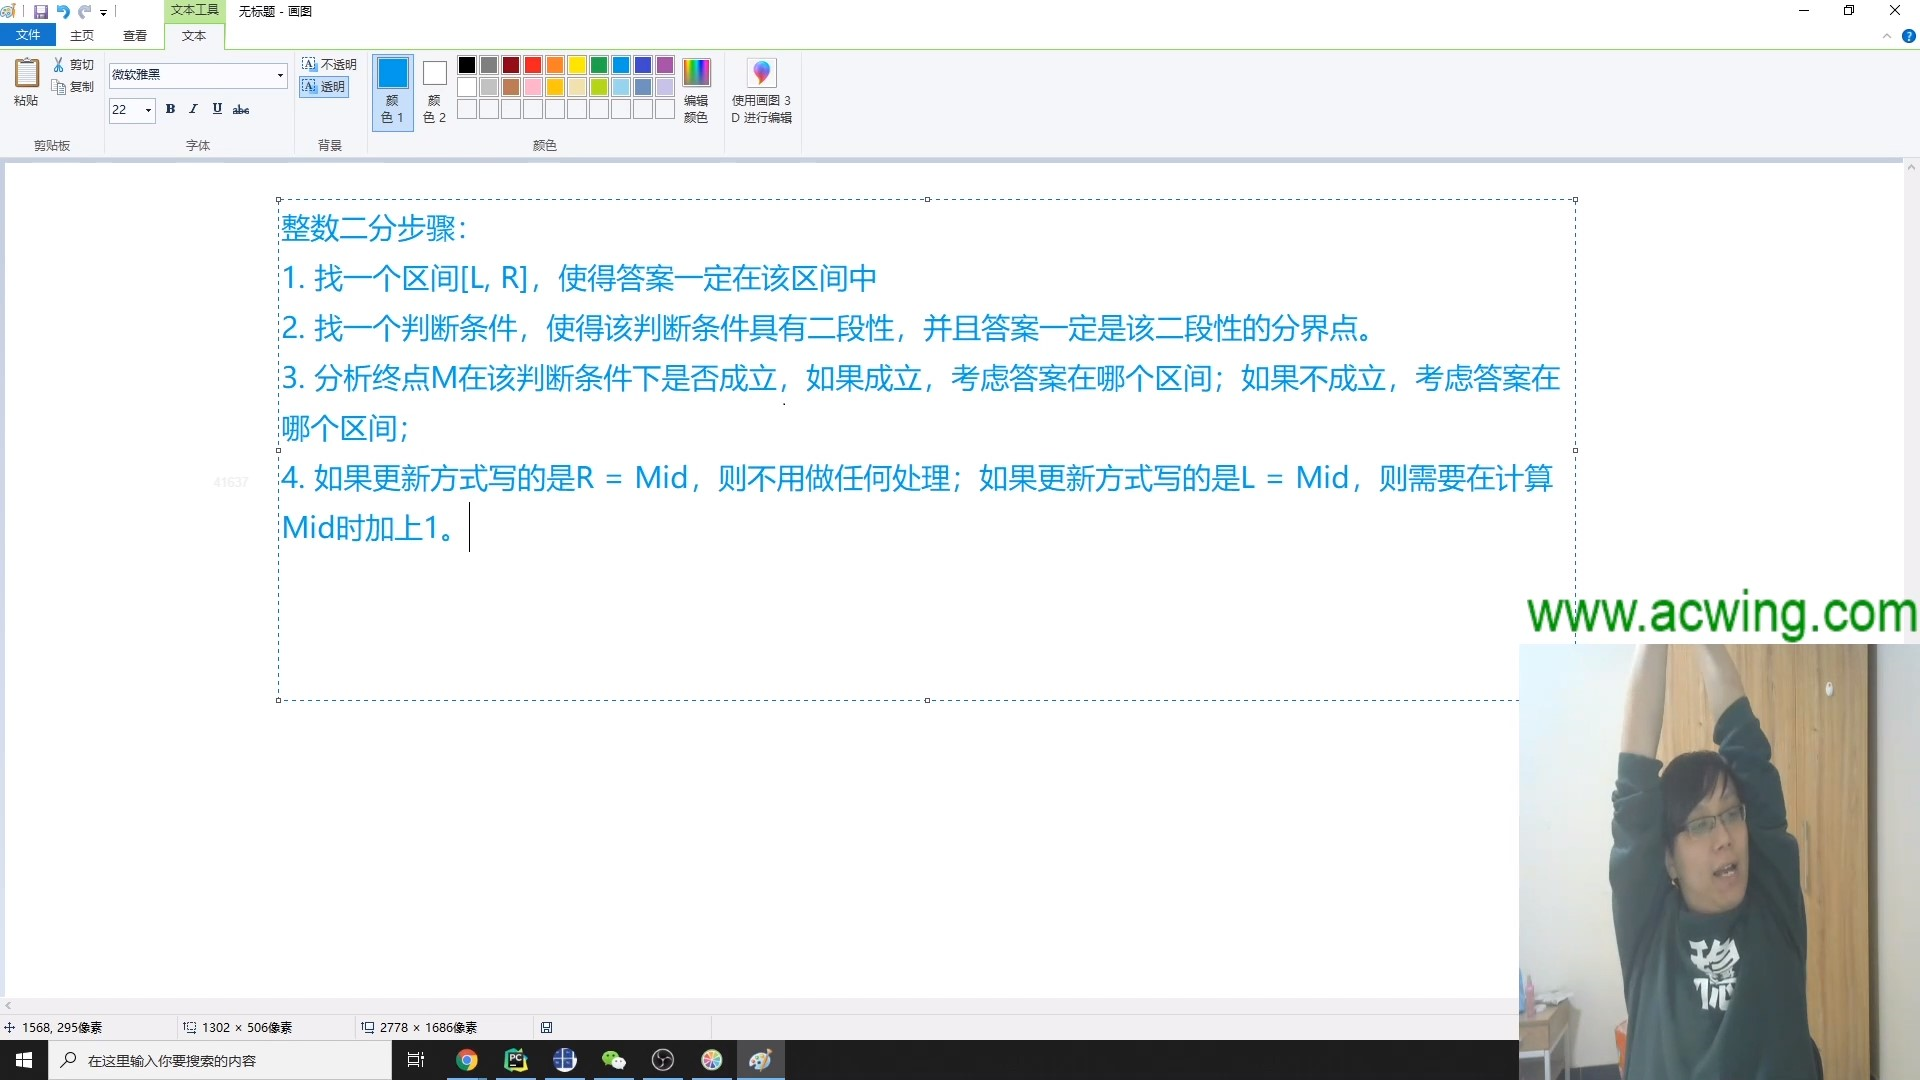 文本工具
无标题 - 画图
文件
主页
查看
文本
粘贴
剪切
复制
剪贴板
微软雅黑
22
B I U abc
字体
不透明
透明
背景
颜色 1
颜色 2
编辑颜色
颜色
使用画图 3
D 进行编辑
整数二分步骤：
1. 找一个区间[L, R]，使得答案一定在该区间中
2. 找一个判断条件，使得该判断条件具有二段性，并且答案一定是该二段性的分界点。
3. 分析终点M在该判断条件下是否成立，如果成立，考虑答案在哪个区间；如果不成立，考虑答案在
哪个区间；
41637
4. 如果更新方式写的是R = Mid，则不用做任何处理；如果更新方式写的是L = Mid，则需要在计算
Mid时加上1。
www.acwing.com
稳
1568, 295像素
1302 × 506像素
2778 × 1686像素
在这里输入你要搜索的内容
PC